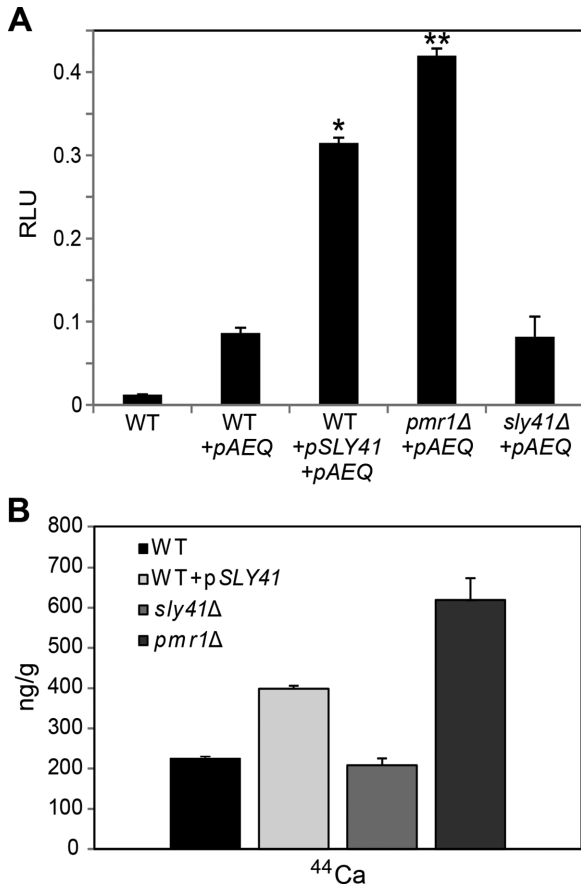 A
RLU
0.4
0.3
0.2
0.1
0
*
**
WT
WT
+pAEQ
WT
+pSLY41
+pAEQ
pmr1Δ
+pAEQ
sly41Δ
+pAEQ
B
ng/g
800
700
600
500
400
300
200
100
0
WT
WT+pSLY41
sly41Δ
pmr1Δ
⁴⁴Ca